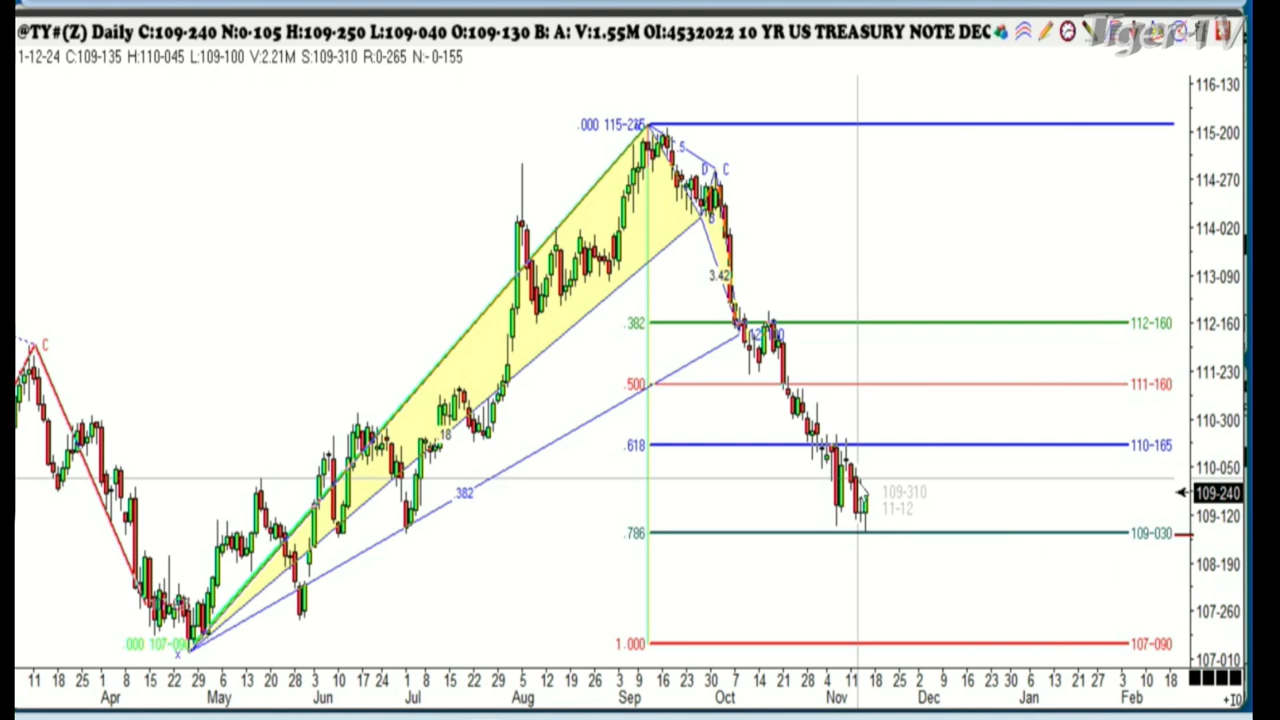 @TY#(Z) Daily C:109-240 N:0-105 H:109-250 L:109-040 O:109-130 B: A: V:1.55M OI:4532022 10 YR US TREASURY NOTE DEC
TigerTV
1-12-24 C:109-135 H:110-045 L:109-100 V:2.21M S:109-310 R:0-265 N:-0-155
116-130
.000
115-200
.5
D C
114-270
B
114-020
3.42
113-090
.382 112-160 112-160
C
111-230
.500 111-160
110-300
.18
.618 110-165
110-050
.382
109-310
109-240
11-12
109-120
.786 109-030
108-190
107-260
.000 107-090
X
1.000 107-090
107-010
11 18 25 1 8 15 22 29 6 13 20 28 3 10 17 24 1 8 15 22 29 5 12 19 26 3 9 16 23 30 7 14 21 28 4 11 18 25 2 9 16 23 30 6 13 21 27 3 10 18
Apr May Jun Jul Aug Sep Oct Nov Dec Jan Feb
+10